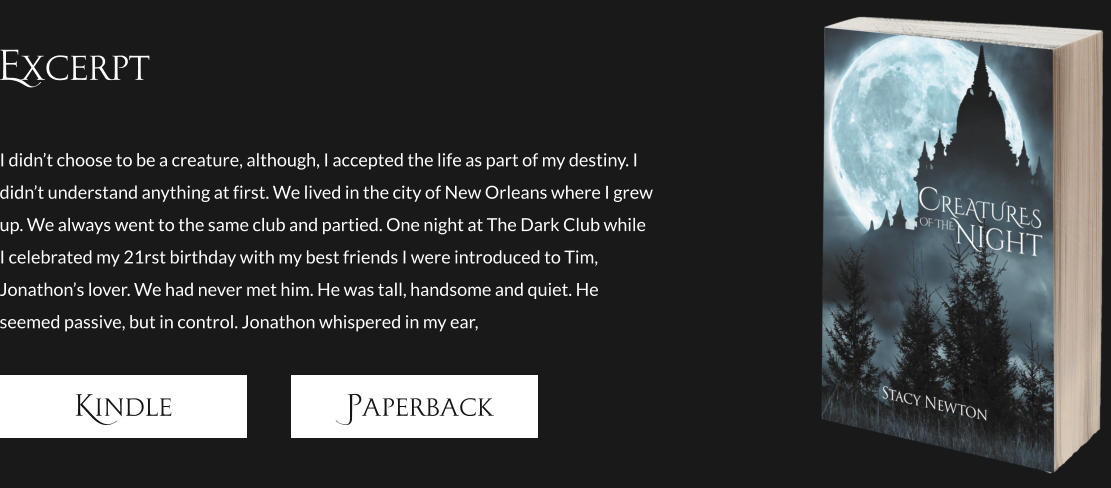 Excerpt
I didn’t choose to be a creature, although, I accepted the life as part of my destiny. I
didn’t understand anything at first. We lived in the city of New Orleans where I grew
up. We always went to the same club and partied. One night at The Dark Club while
I celebrated my 21rst birthday with my best friends I were introduced to Tim,
Jonathon’s lover. We had never met him. He was tall, handsome and quiet. He
seemed passive, but in control. Jonathon whispered in my ear,
Kindle
Paperback
Creatures
of the Night
Stacy Newton